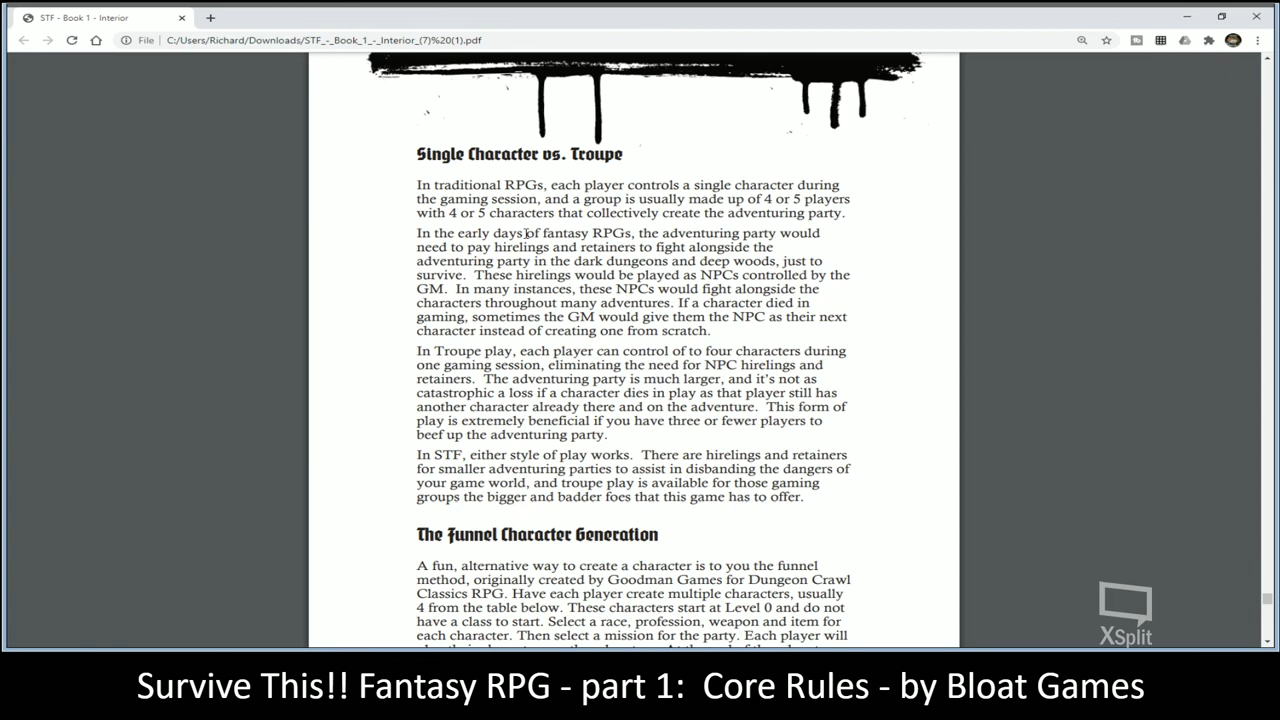 STF - Book 1 - Interior
File
C:/Users/Richard/Downloads/STF_-_Book_1_-_Interior_(7)%20(1).pdf
Single Character vs. Troupe
In traditional RPGs, each player controls a single character during
the gaming session, and a group is usually made up of 4 or 5 players
with 4 or 5 characters that collectively create the adventuring party.
In the early days of fantasy RPGs, the adventuring party would
need to pay hirelings and retainers to fight alongside the
adventuring party in the dark dungeons and deep woods, just to
survive. These hirelings would be played as NPCs controlled by the
GM. In many instances, these NPCs would fight alongside the
characters throughout many adventures. If a character died in
gaming, sometimes the GM would give them the NPC as their next
character instead of creating one from scratch.
In Troupe play, each player can control of to four characters during
one gaming session, eliminating the need for NPC hirelings and
retainers. The adventuring party is much larger, and it's not as
catastrophic a loss if a character dies in play as that player still has
another character already there and on the adventure. This form of
play is extremely beneficial if you have three or fewer players to
beef up the adventuring party.
In STF, either style of play works. There are hirelings and retainers
for smaller adventuring parties to assist in disbanding the dangers of
your game world, and troupe play is available for those gaming
groups the bigger and badder foes that this game has to offer.
The Funnel Character Generation
A fun, alternative way to create a character is to you the funnel
method, originally created by Goodman Games for Dungeon Crawl
Classics RPG. Have each player create multiple characters, usually
4 from the table below. These characters start at Level 0 and do not
have a class to start. Select a race, profession, weapon and item for
each character. Then select a mission for the party. Each player will
XSplit
Survive This!! Fantasy RPG - part 1: Core Rules - by Bloat Games